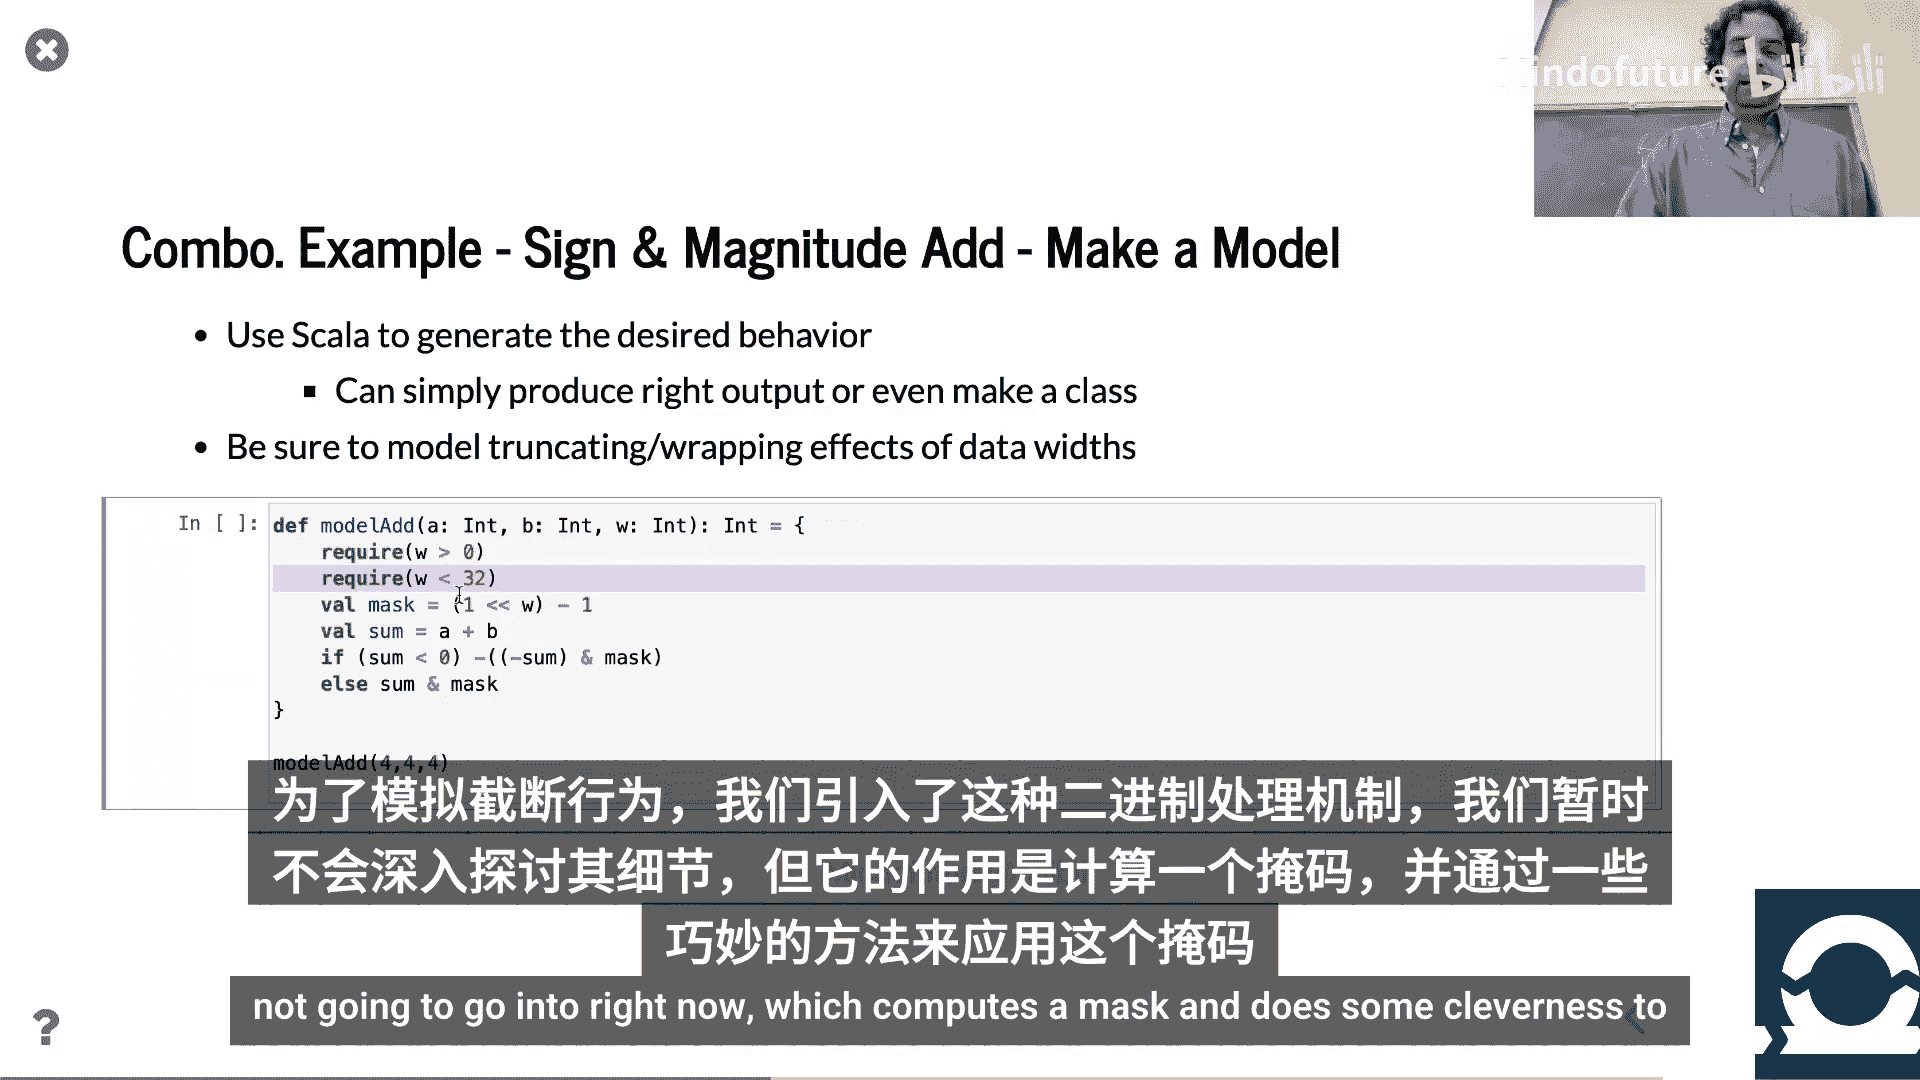 indofuture bilibili
Combo. Example - Sign & Magnitude Add - Make a Model
Use Scala to generate the desired behavior
Can simply produce right output or even make a class
Be sure to model truncating/wrapping effects of data widths
In [ ]: def modelAdd(a: Int, b: Int, w: Int): Int = {
require(w > 0)
require(w < 32)
val mask = (1 << w) - 1
val sum = a + b
if (sum < 0) -((-sum) & mask)
else sum & mask
}
modelAdd(4,4,4)
为了模拟截断行为，我们引入了这种二进制处理机制，我们暂时
不会深入探讨其细节，但它的作用是计算一个掩码，并通过一些
巧妙的方法来应用这个掩码
not going to go into right now, which computes a mask and does some cleverness to
?